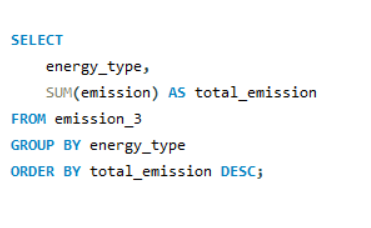 SELECT
    energy_type,
    SUM(emission) AS total_emission
FROM emission_3
GROUP BY energy_type
ORDER BY total_emission DESC;